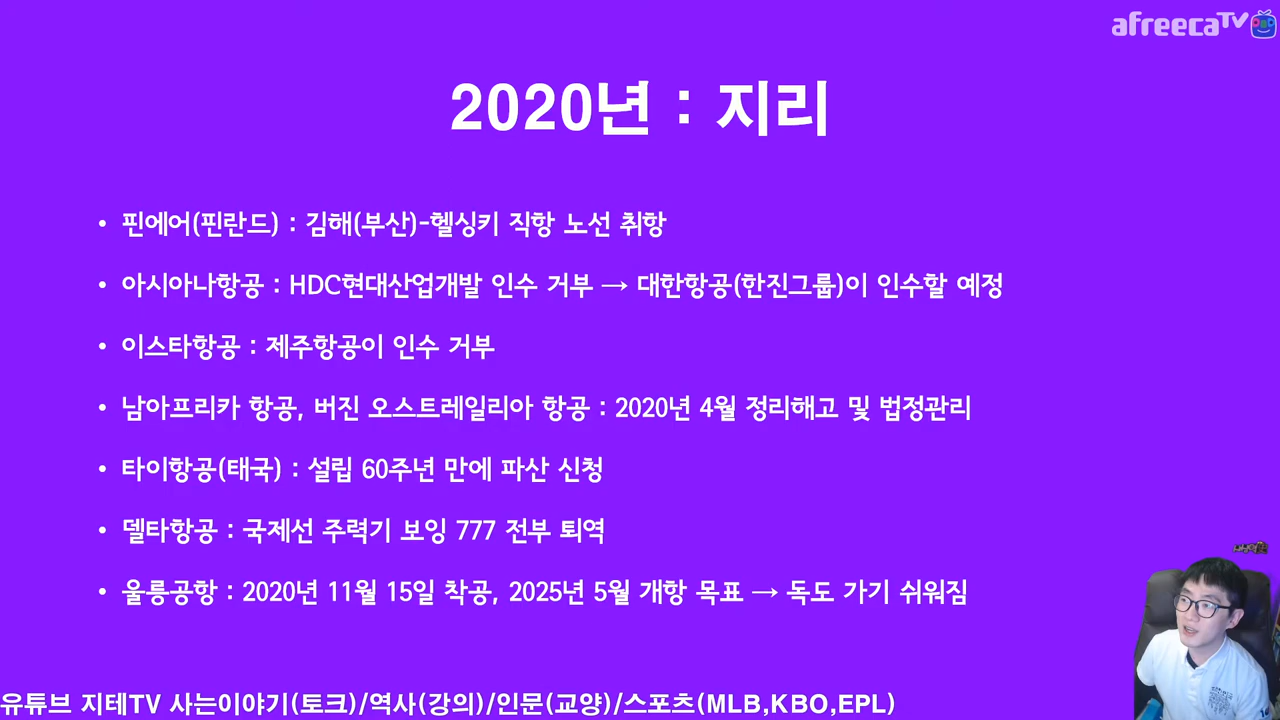 afreecaTV
2020년 : 지리
• 핀에어(핀란드) : 김해(부산)-헬싱키 직항 노선 취항
• 아시아나항공 : HDC현대산업개발 인수 거부 → 대한항공(한진그룹)이 인수할 예정
• 이스타항공 : 제주항공이 인수 거부
• 남아프리카 항공, 버진 오스트레일리아 항공 : 2020년 4월 정리해고 및 법정관리
• 타이항공(태국) : 설립 60주년 만에 파산 신청
• 델타항공 : 국제선 주력기 보잉 777 전부 퇴역
• 울릉공항 : 2020년 11월 15일 착공, 2025년 5월 개항 목표 → 독도 가기 쉬워짐
유튜브 지테TV 사는이야기(토크)/역사(강의)/인문(교양)/스포츠(MLB,KBO,EPL)